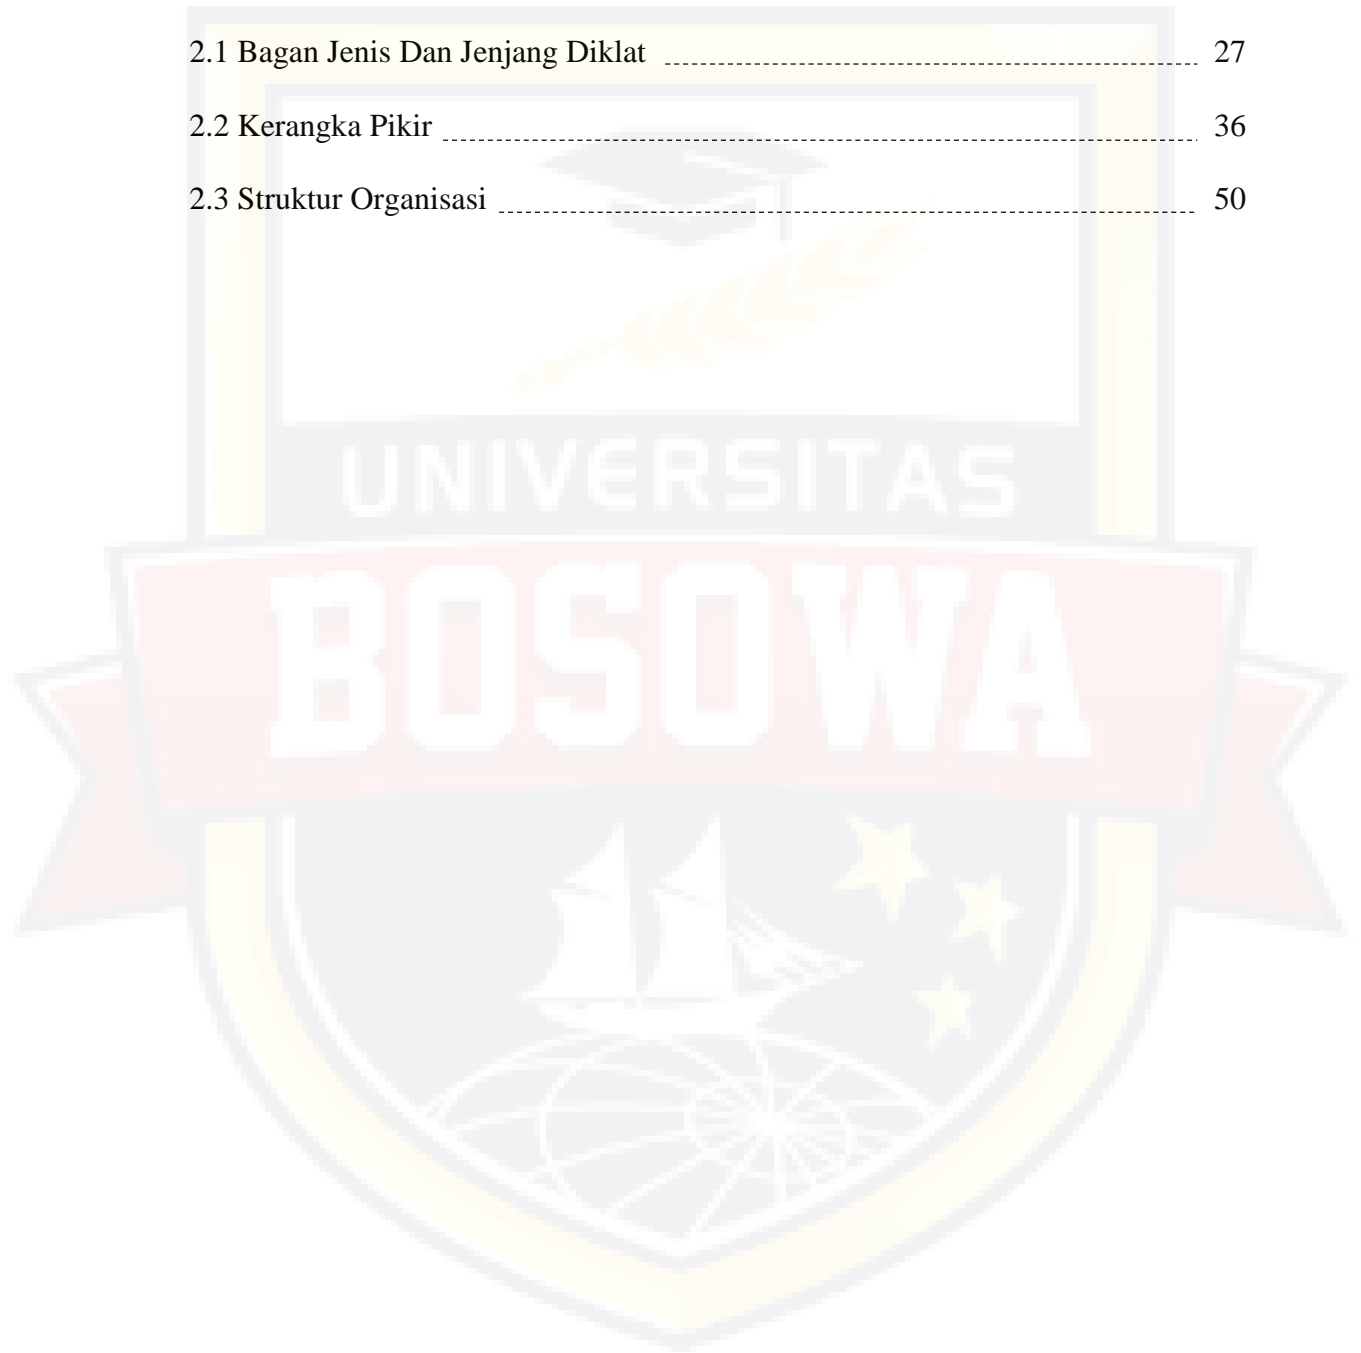 2.1 Bagan Jenis Dan Jenjang Diklat 27
2.2 Kerangka Pikir 36
2.3 Struktur Organisasi 50
UNIVERSITAS
BOSOWA